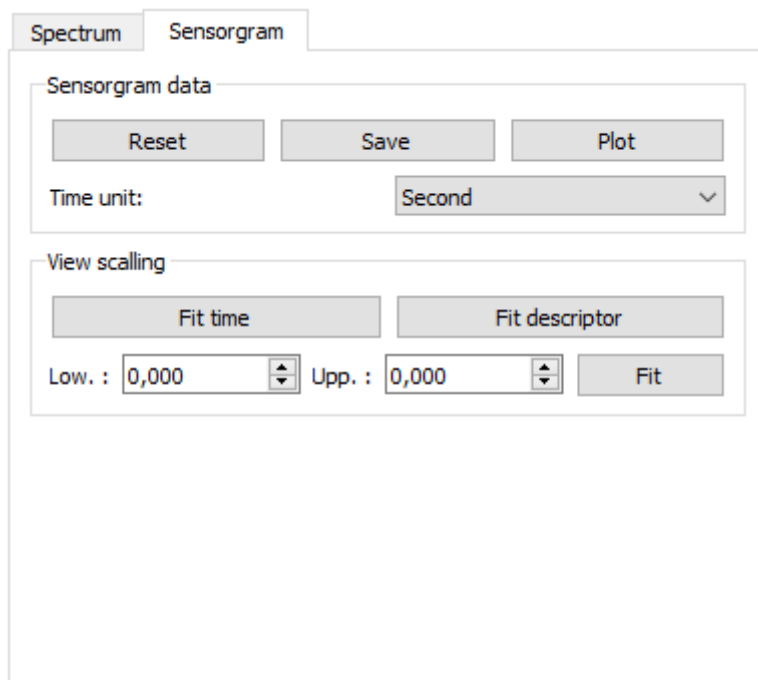 Spectrum Sensorgram
Sensorgram data
Reset Save Plot
Time unit: Second
View scalling
Fit time Fit descriptor
Low. : 0,000 Upp. : 0,000 Fit